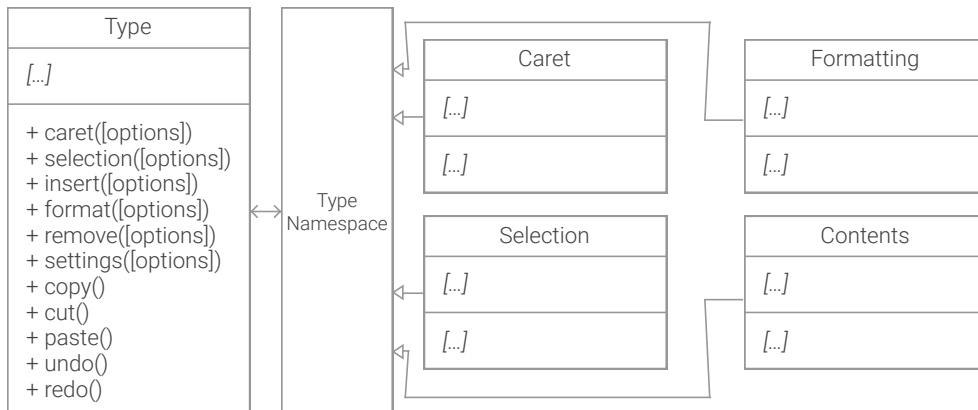 Type
[...]
+ caret([options])
+ selection([options])
+ insert([options])
+ format([options])
+ remove([options])
+ settings([options])
+ copy()
+ cut()
+ paste()
+ undo()
+ redo()
Type
Namespace
Caret
[...]
[...]
Formatting
[...]
[...]
Selection
[...]
[...]
Contents
[...]
[...]